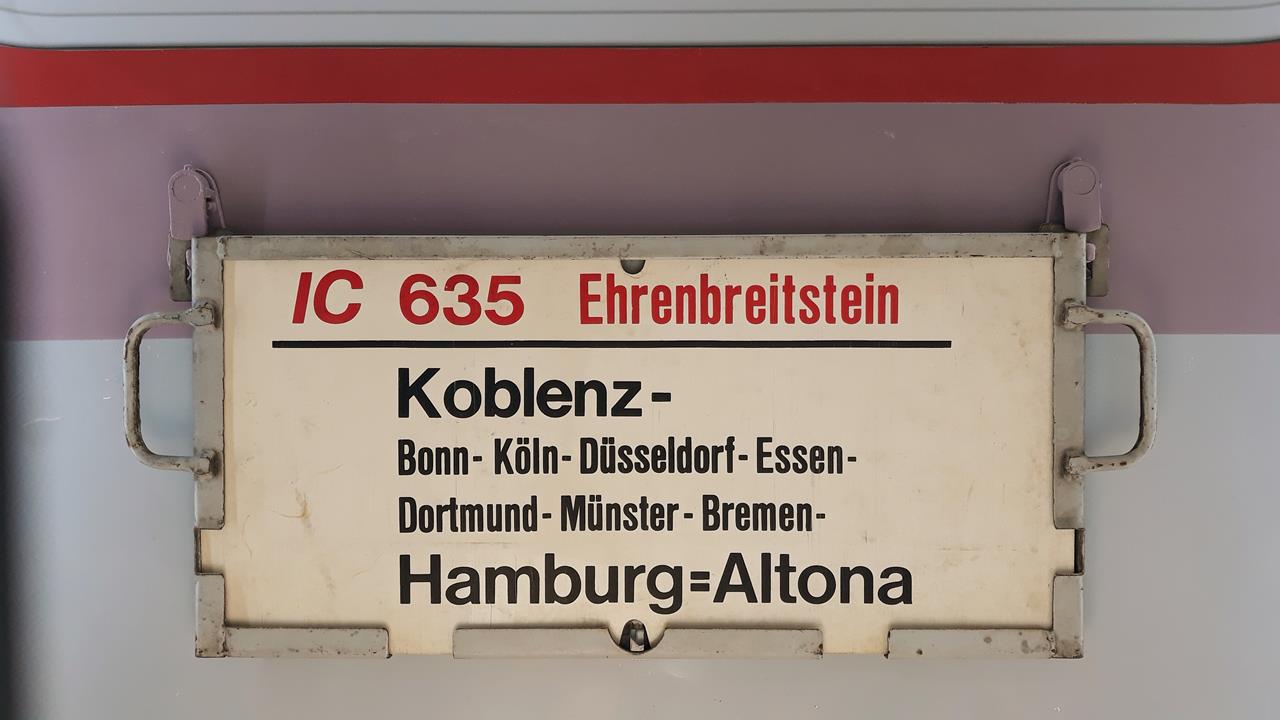 IC 635 Ehrenbreitstein
Koblenz-
Bonn- Köln- Düsseldorf- Essen-
Dortmund- Münster- Bremen-
Hamburg=Altona